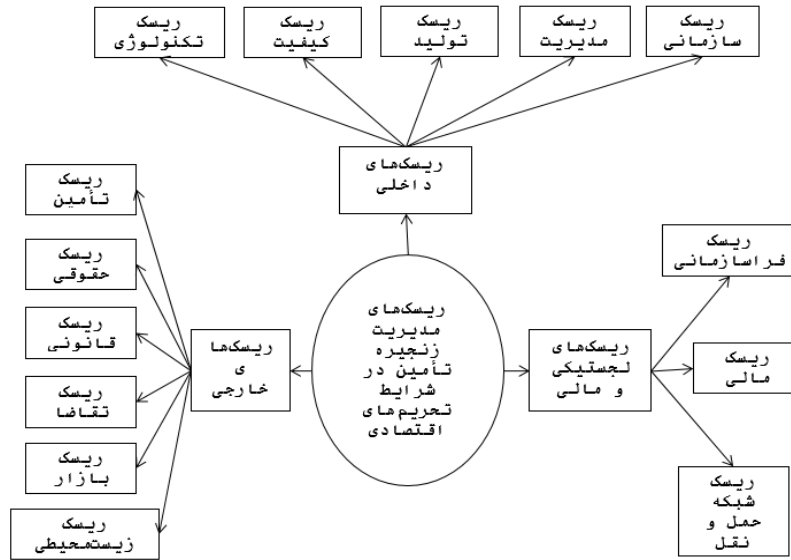 ریسک
سازمانی
ریسک
مدیریت
ریسک
تولید
ریسک
کیفیت
ریسک
تکنولوژی
ریسک‌های
داخلی
ریسک
تأمین
ریسک
حقوقی
ریسک
قانونی
ریسک
تقاضا
ریسک
بازار
ریسک
زیست‌محیطی
ریسک‌ها
ی
خارجی
ریسک‌های
مدیریت
زنجیره
تأمین در
شرایط
تحریم‌های
اقتصادی
ریسک‌های
لجستیکی
و مالی
ریسک
فراسازمانی
ریسک
مالی
ریسک
شبکه
حمل و
نقل